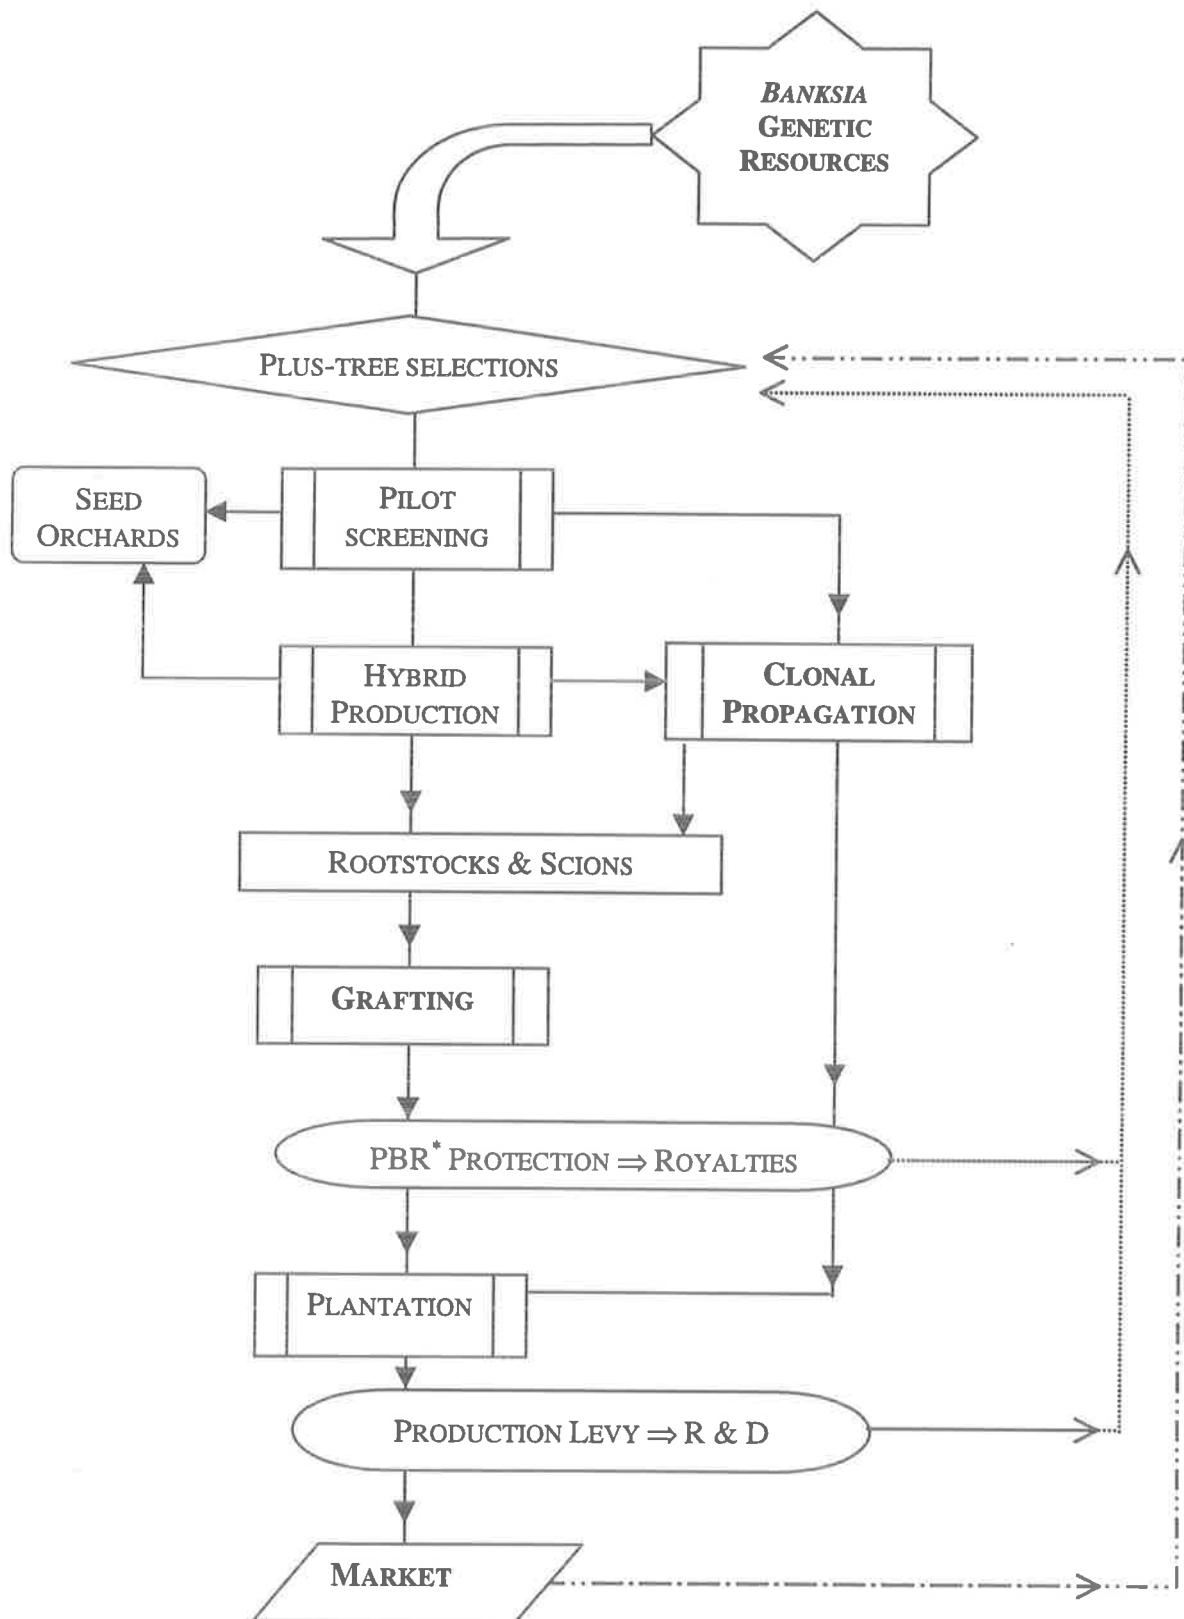 BANKSIA
GENETIC
RESOURCES
PLUS-TREE SELECTIONS
SEED
ORCHARDS
PILOT
SCREENING
HYBRID
PRODUCTION
CLONAL
PROPAGATION
ROOTSTOCKS & SCIONS
GRAFTING
PBR* PROTECTION ⇒ ROYALTIES
PLANTATION
PRODUCTION LEVY ⇒ R & D
MARKET